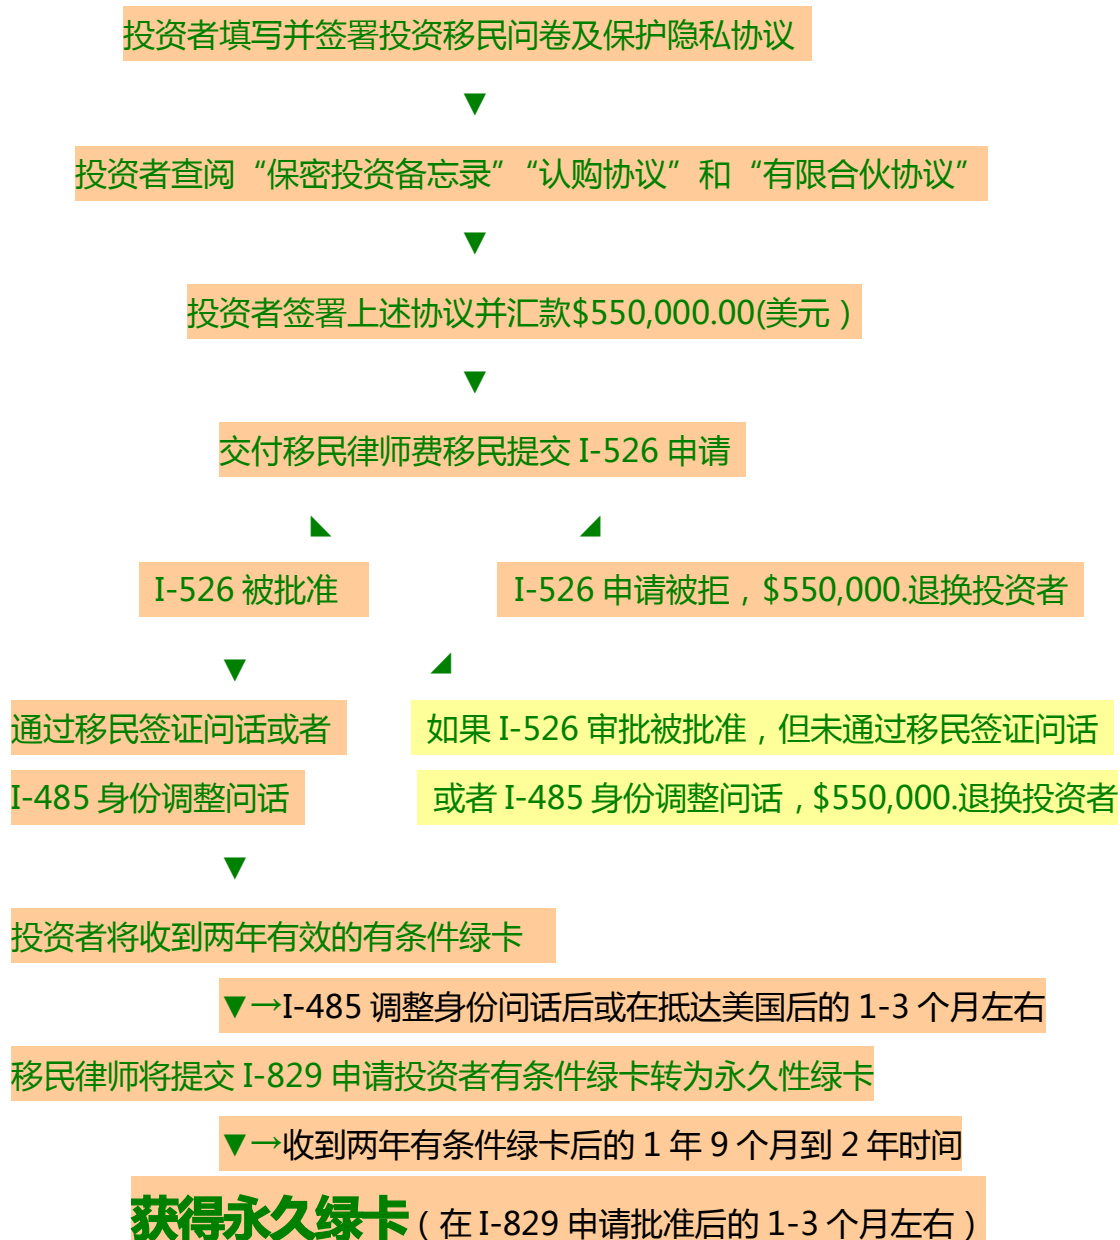 投资者填写并签署投资移民问卷及保护隐私协议
▼
投资者查阅“保密投资备忘录”“认购协议”和“有限合伙协议”
▼
投资者签署上述协议并汇款$550,000.00(美元）
▼
交付移民律师费移民提交 I-526 申请
◣ ◢
I-526 被批准 I-526 申请被拒，$550,000.退换投资者
▼ ◢
通过移民签证问话或者 如果 I-526 审批被批准，但未通过移民签证问话
I-485 身份调整问话 或者 I-485 身份调整问话，$550,000.退换投资者
▼
投资者将收到两年有效的有条件绿卡
▼→I-485 调整身份问话后或在抵达美国后的 1-3 个月左右
移民律师将提交 I-829 申请投资者有条件绿卡转为永久性绿卡
▼→收到两年有条件绿卡后的 1 年 9 个月到 2 年时间
获得永久绿卡（在 I-829 申请批准后的 1-3 个月左右）